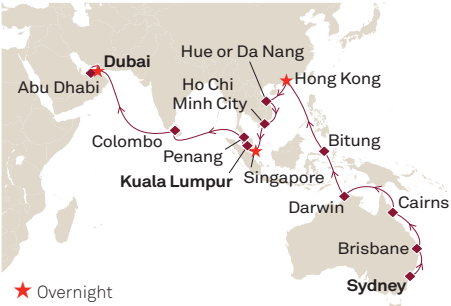 Dubai
Abu Dhabi
Hue or Da Nang
Ho Chi
Minh City
Hong Kong
Colombo
Penang
Bitung
Kuala Lumpur
Singapore
Darwin
Cairns
Brisbane
Sydney
Overnight